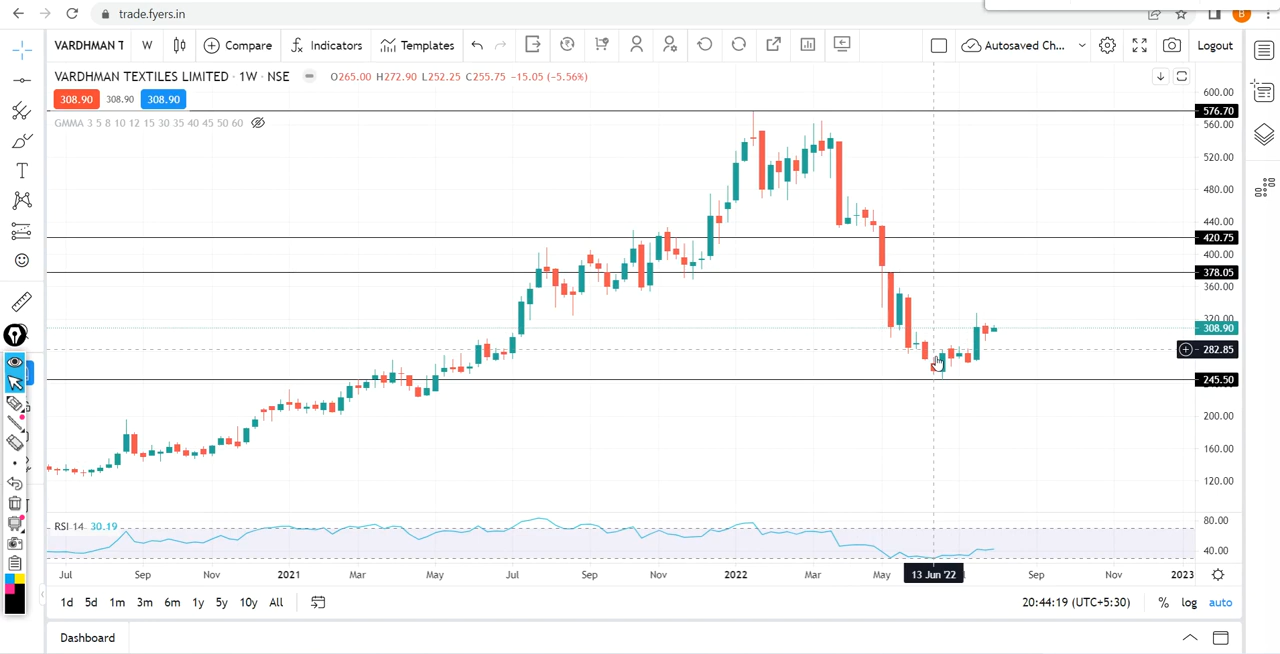 trade.fyers.in
VARDHMAN T W Compare Indicators Templates Autosaved Ch... Logout
VARDHMAN TEXTILES LIMITED · 1W · NSE O265.00 H272.90 L252.25 C255.75 −15.05 (−5.56%)
308.90 308.90 308.90
GMMA 3 5 8 10 12 15 30 35 40 45 50 60
600.00
576.70
560.00
520.00
480.00
440.00
420.75
400.00
378.05
360.00
320.00
308.90
282.85
245.50
200.00
160.00
120.00
RSI 14 30.19
80.00
40.00
Jul Sep Nov 2021 Mar May Jul Sep Nov 2022 Mar May 13 Jun '22 Sep Nov 2023
1d 5d 1m 3m 6m 1y 5y 10y All 20:44:19 (UTC+5:30) % log auto
Dashboard
B